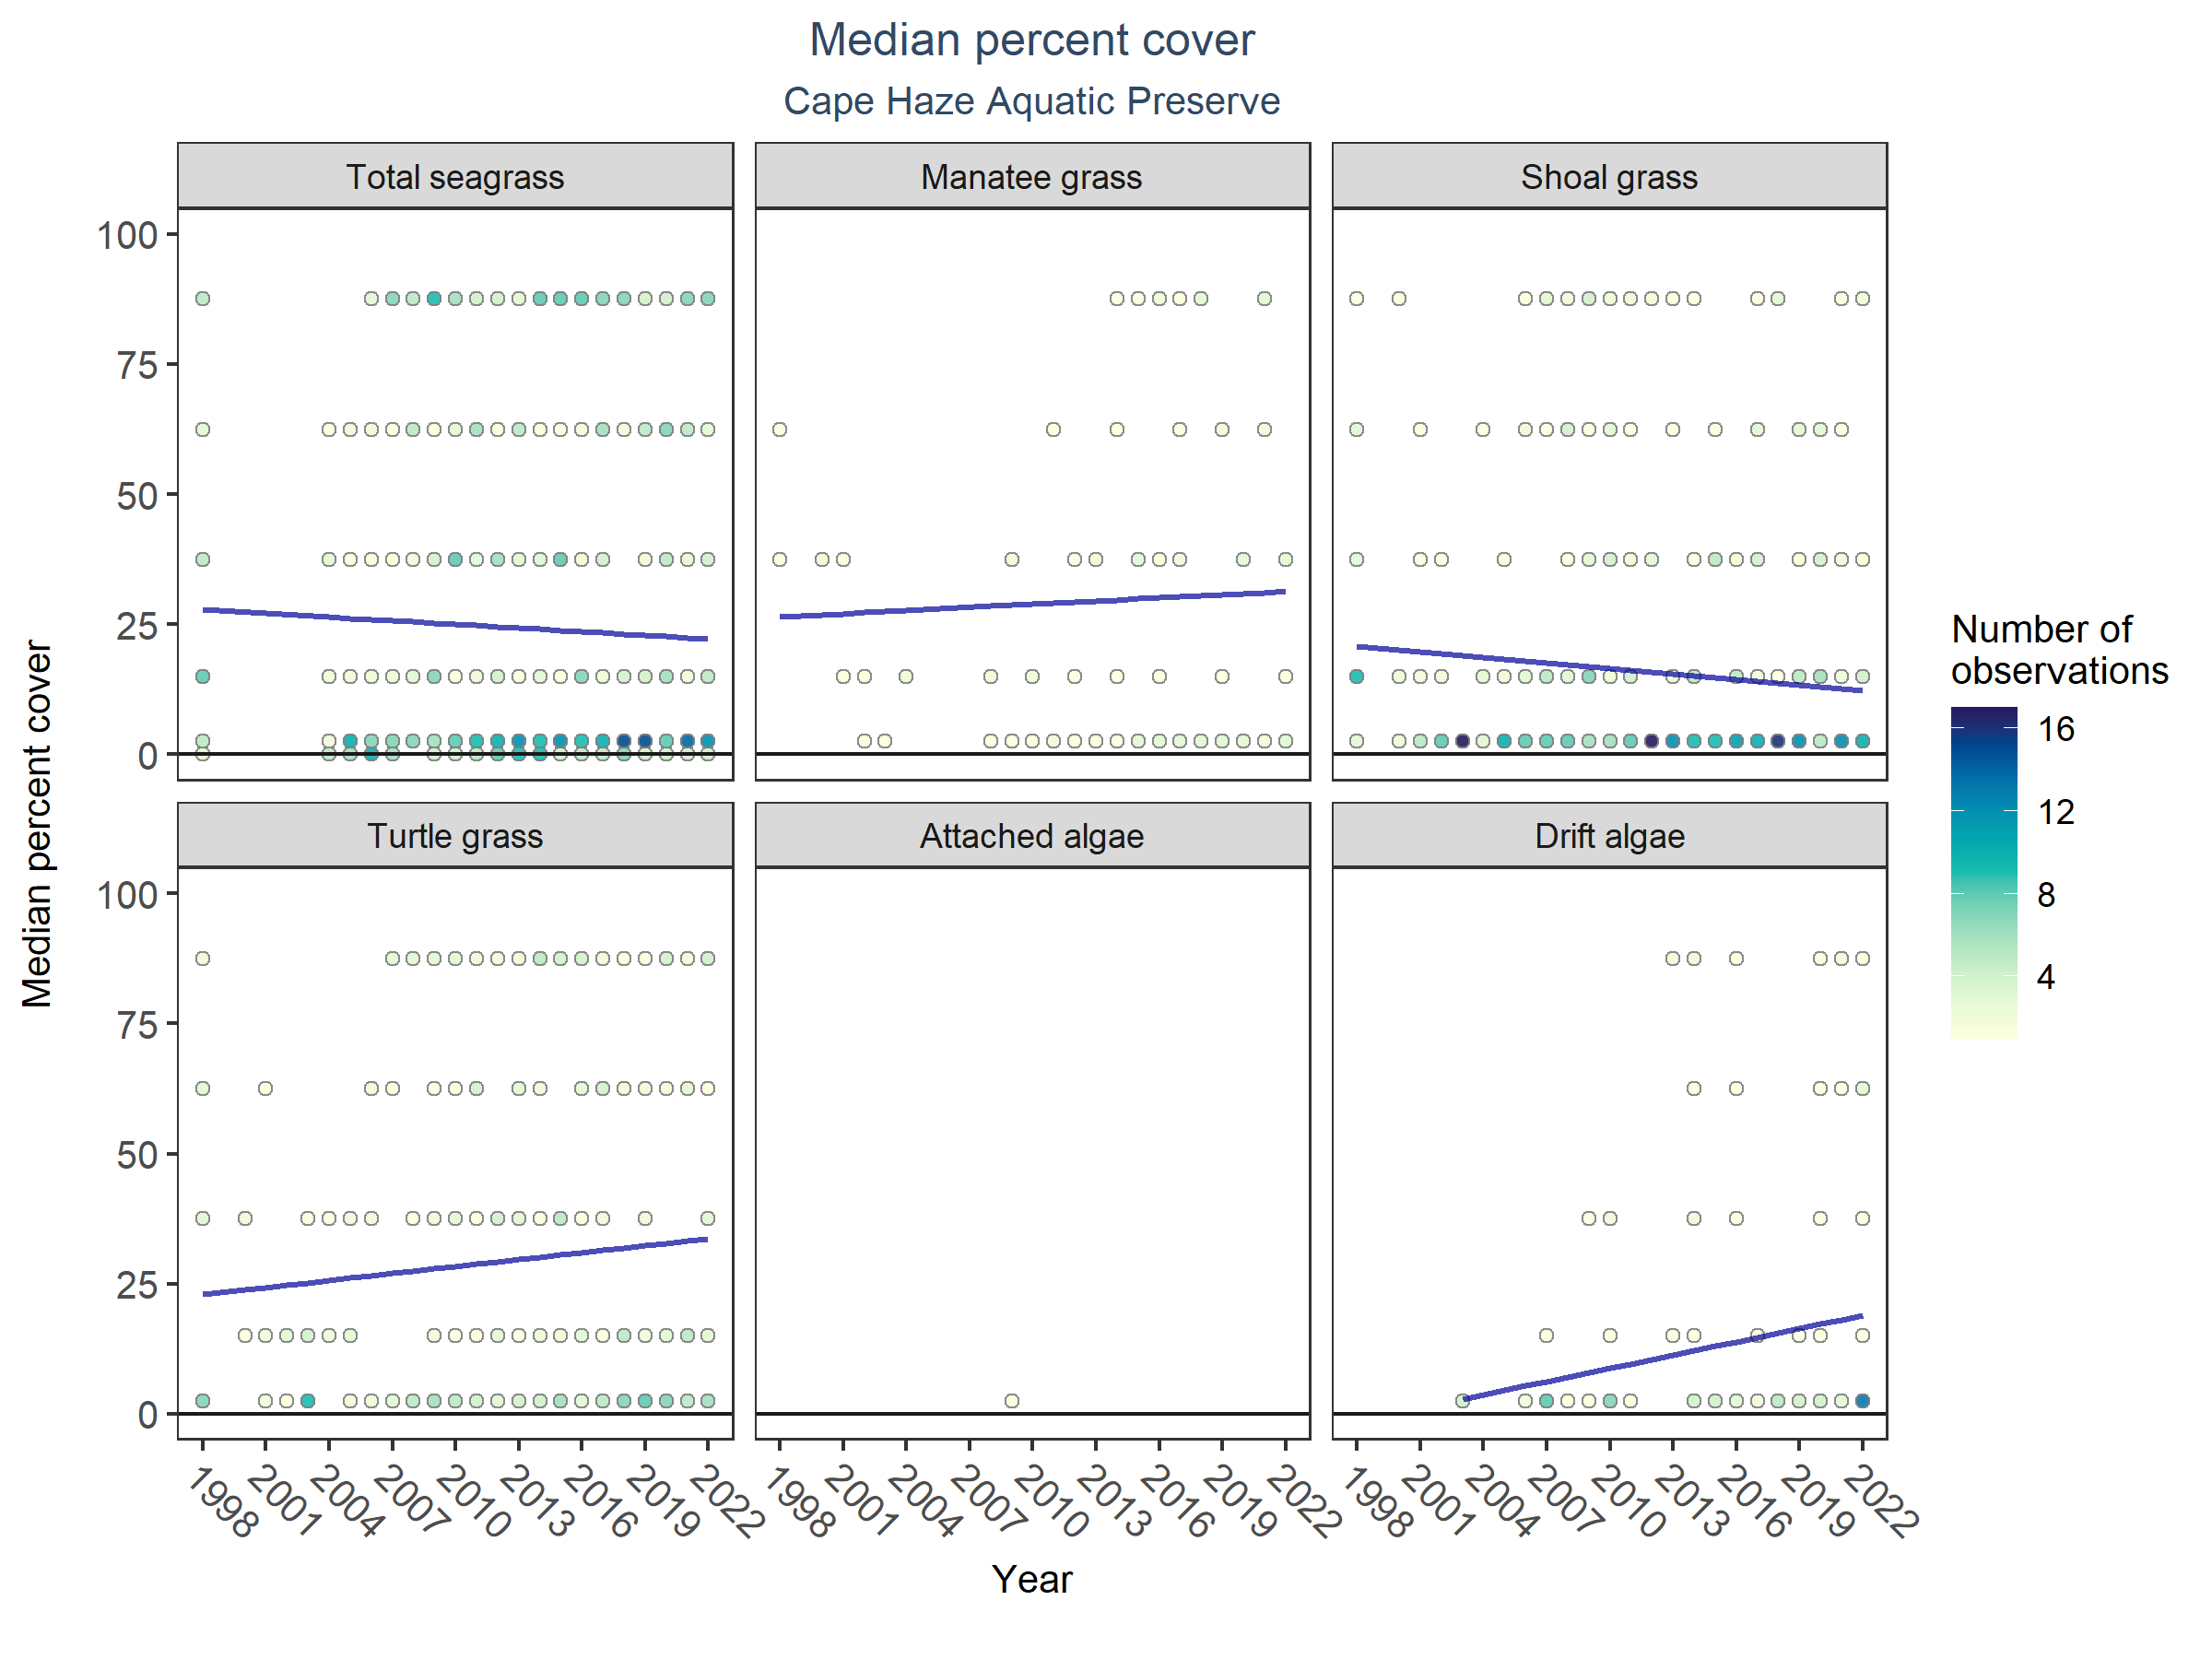 Median percent cover
Cape Haze Aquatic Preserve
Total seagrass
Manatee grass
Shoal grass
100
75
50
25
0
Turtle grass
Attached algae
Drift algae
100
75
50
25
0
1998 2001 2004 2007 2010 2013 2016 2019 2022
1998 2001 2004 2007 2010 2013 2016 2019 2022
1998 2001 2004 2007 2010 2013 2016 2019 2022
Year
Median percent cover
Number of
observations
16
12
8
4